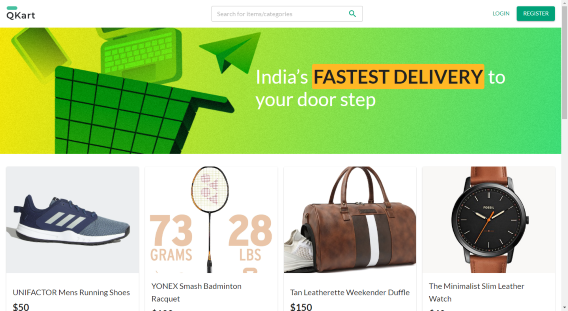 QKart
Search for items/categories
LOGIN
REGISTER
India's FASTEST DELIVERY to
your door step
73
GRAMS
28
LBS
FOSSIL
UNIFACTOR Mens Running Shoes
$50
YONEX Smash Badminton
Racquet
Tan Leatherette Weekender Duffle
$150
The Minimalist Slim Leather
Watch